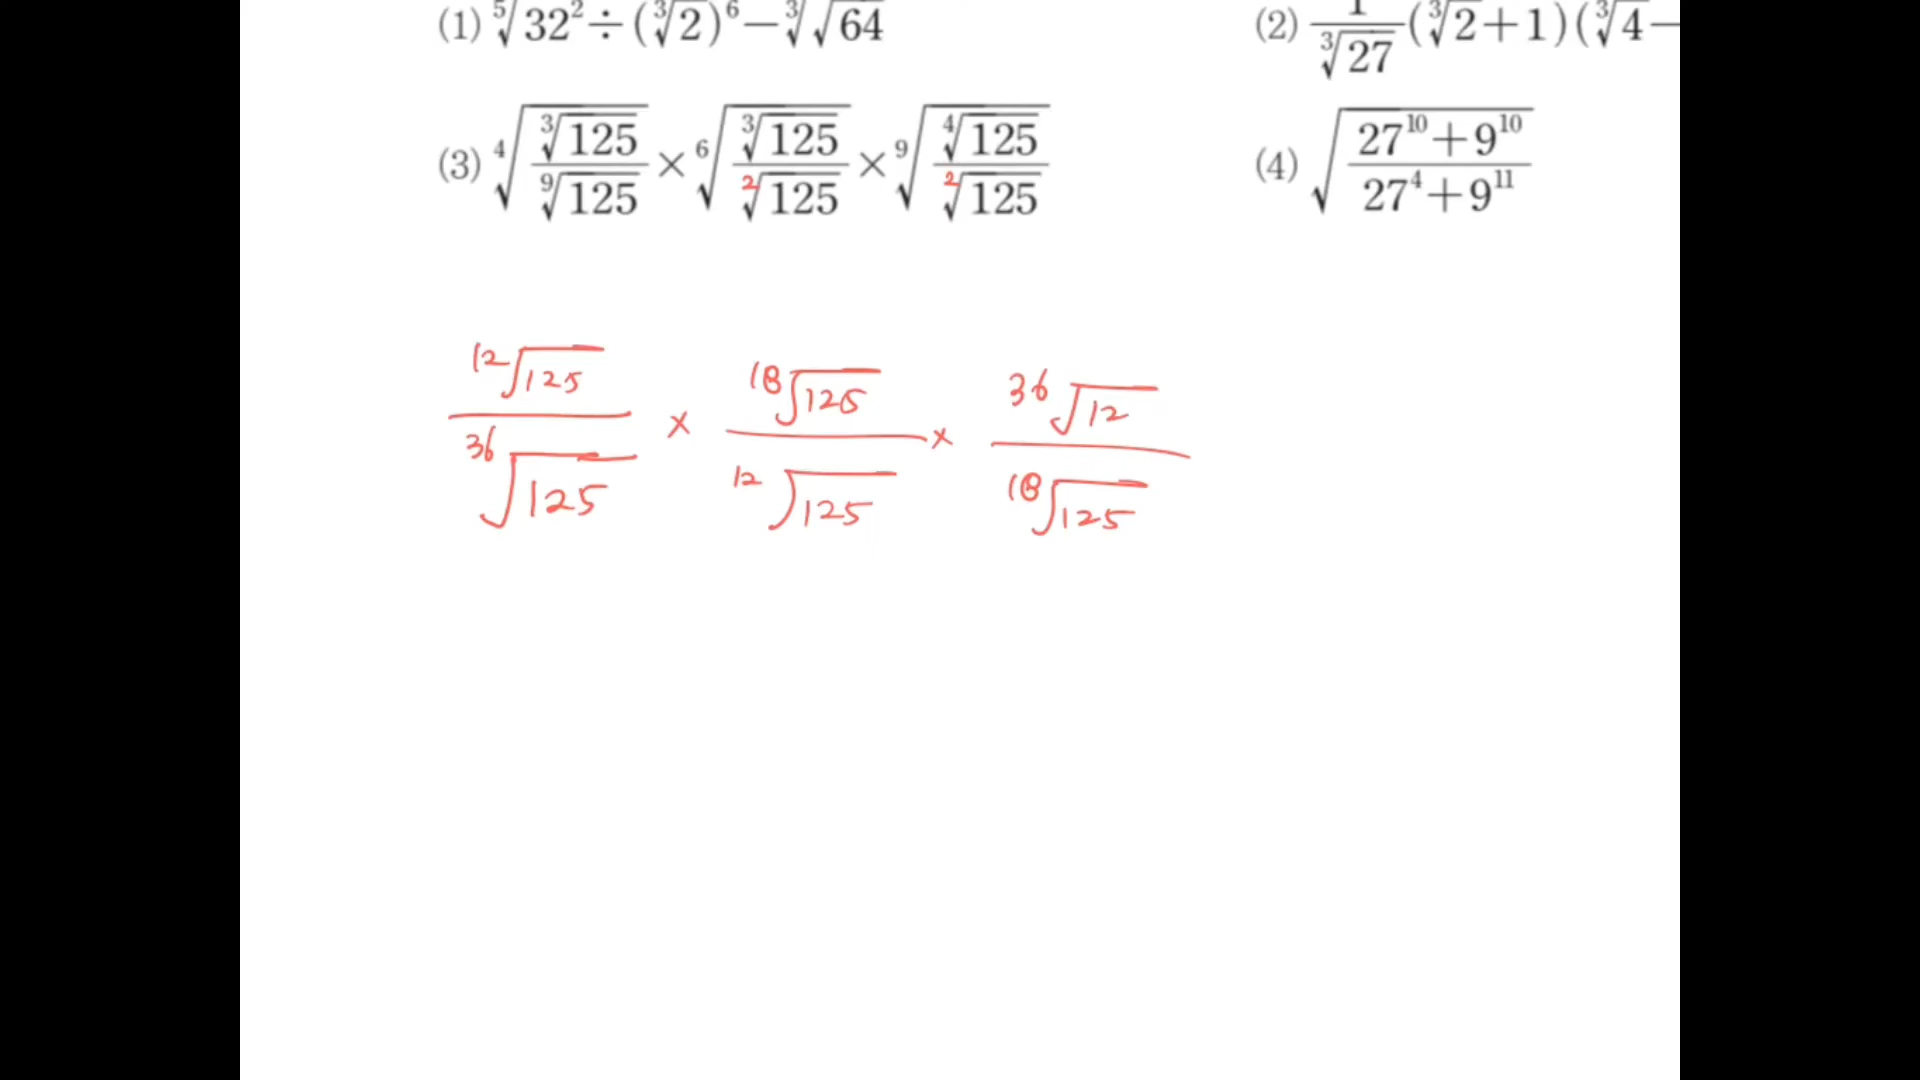 (1) ⁵√32² ÷ (³√2)⁶ − ³√√64
(2) 1/³√27 (³√2 + 1)(³√4 −
(3) ⁴√(³√125/⁹√125) × ⁶√(³√125/²√125) × ⁹√(⁴√125/²√125)
(4) √((27¹⁰ + 9¹⁰)/(27⁴ + 9¹¹))
¹²√125/³⁶√125 × ¹⁸√125/¹²√125 × ³⁶√12/¹⁸√125